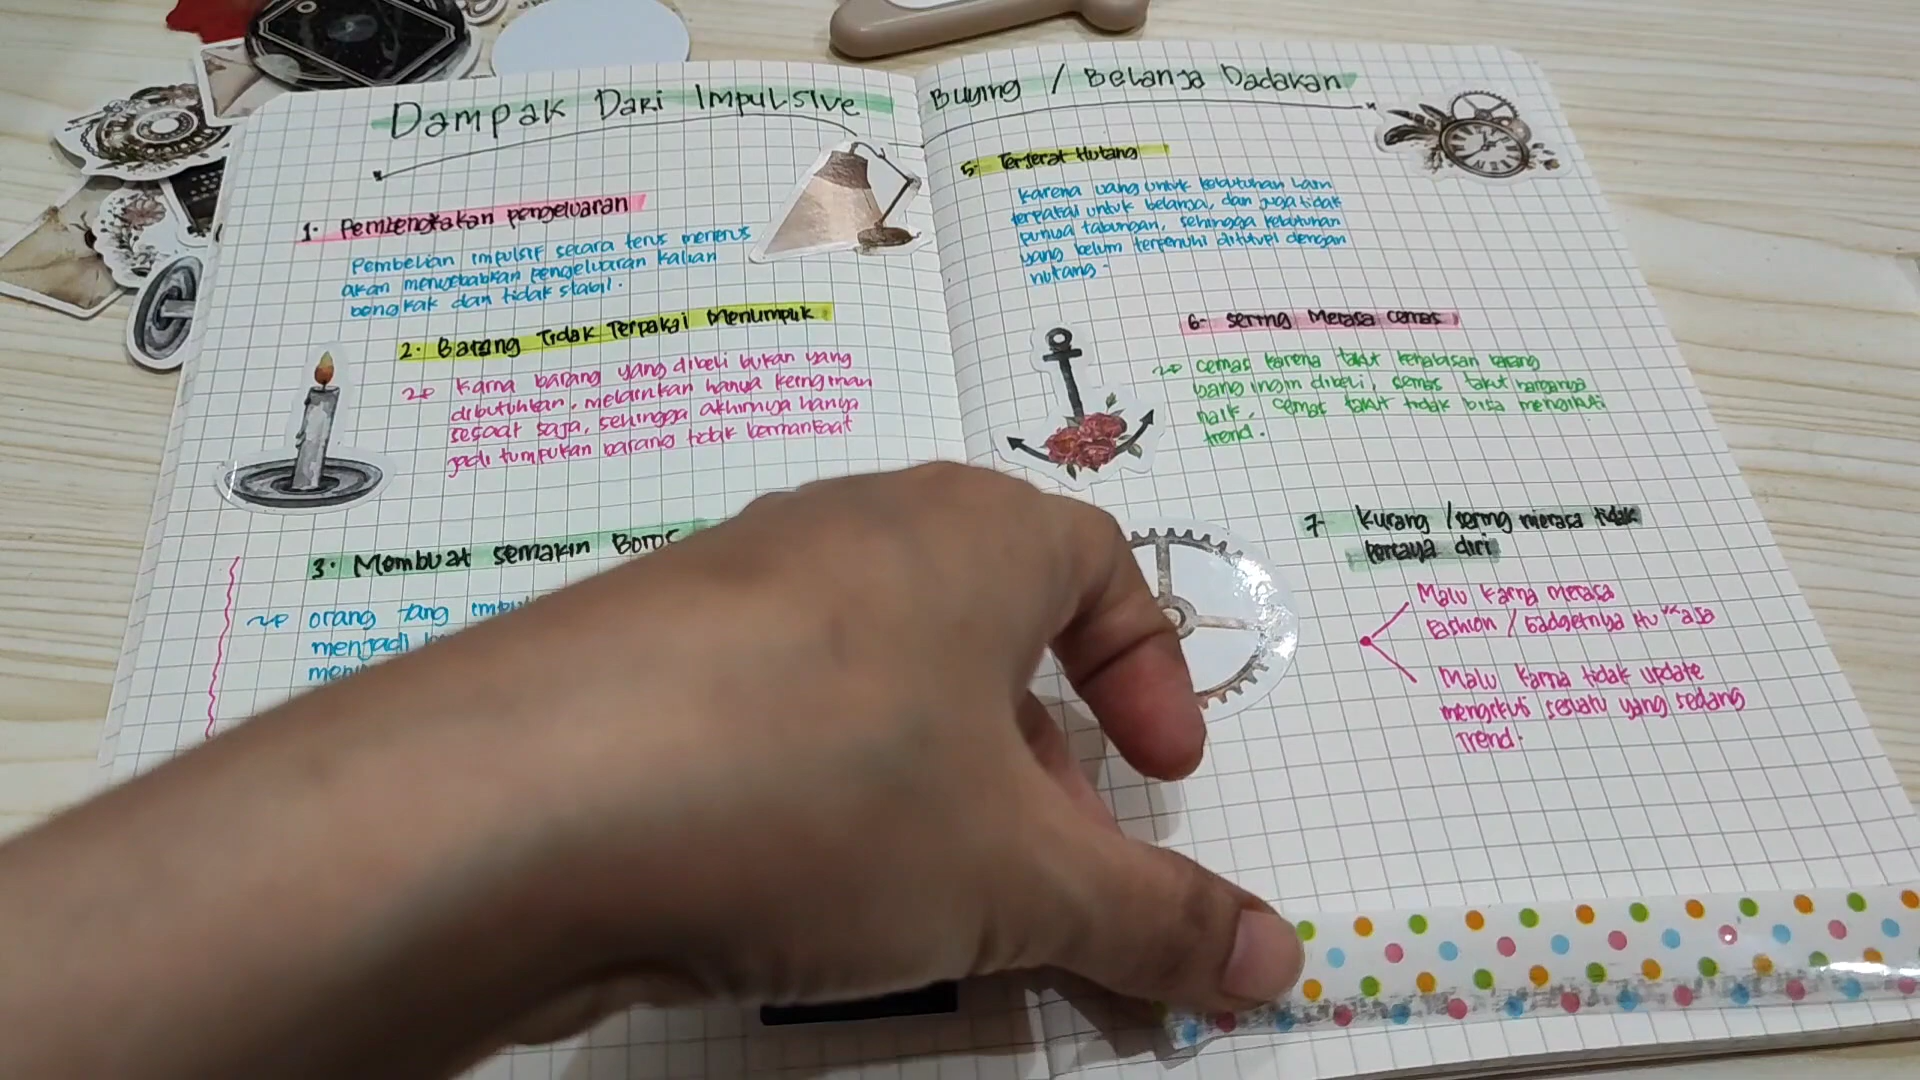 Dampak Dari Impulsive Buying / Belanja Dadakan
1. Pembengkakan pengeluaran
Pembelian impulsif secara terus menerus
akan menyebabkan pengeluaran kalian
bengkak dan tidak stabil.
2. Barang Tidak Terpakai Menumpuk
Karna barang yang dibeli bukan yang
dibutuhkan, melainkan hanya keinginan
sesaat saja, sehingga akhirnya hanya
jadi tumpukan barang tidak bermanfaat
3. Membuat semakin Boros
orang yang
menjadi
5. Terjerat Hutang
Karena uang untuk kebutuhan lain
terpakai untuk belanja, dan juga tidak
punya tabungan, sehingga kebutuhan
yang belum terpenuhi ditutupi dengan
hutang.
6. Sering Merasa cemas
cemas karena takut kehabisan barang
yang ingin dibeli, cemas takut harganya
naik, cemas takut tidak bisa mengikuti
trend.
7- Kurang / sering merasa tidak
percaya diri
Malu karna merasa
Fashion / Gadgetnya itu
Malu karna tidak update
mengikuti sesuatu yang sedang
Trend.